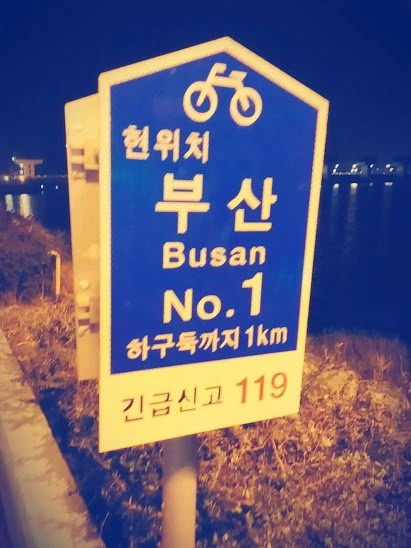 현위치
부산
Busan
No.1
하구둑까지 1km
긴급신고 119